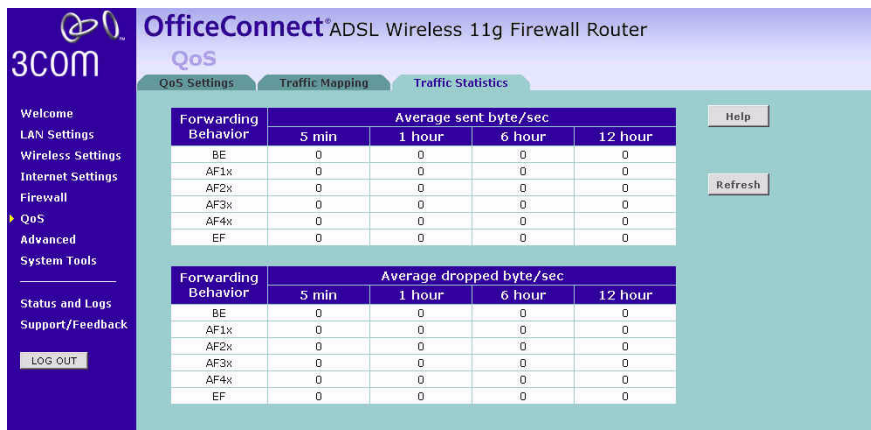 3COM
OfficeConnect® ADSL Wireless 11g Firewall Router
QoS
QoS Settings Traffic Mapping Traffic Statistics
Welcome
LAN Settings
Wireless Settings
Internet Settings
Firewall
QoS
Advanced
System Tools
Status and Logs
Support/Feedback
LOG OUT
Forwarding Behavior Average sent byte/sec
5 min 1 hour 6 hour 12 hour
BE 0 0 0 0
AF1x 0 0 0 0
AF2x 0 0 0 0
AF3x 0 0 0 0
AF4x 0 0 0 0
EF 0 0 0 0
Forwarding Behavior Average dropped byte/sec
5 min 1 hour 6 hour 12 hour
BE 0 0 0 0
AF1x 0 0 0 0
AF2x 0 0 0 0
AF3x 0 0 0 0
AF4x 0 0 0 0
EF 0 0 0 0
Help
Refresh